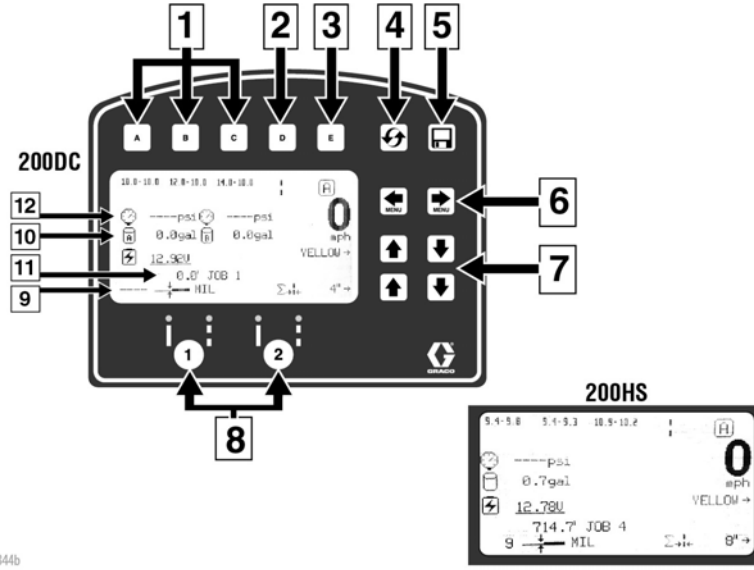 1 2 3 4 5
A B C D E
200DC
10.0-10.0 12.0-10.0 14.0-10.0 A
12 ----psi ----psi 0 MENU MENU 6
10 A 0.0gal B 0.0gal mph
YELLOW→
12.92V
11 0.0' JOB 1 7
9 ---- MIL Σ 4"→
1 2
GRACO
8
200HS
9.4-9.8 9.4-9.3 10.9-10.2 A
----psi 0
0.7gal mph
YELLOW→
12.78V
714.7' JOB 4
9 MIL Σ 8"→
344b